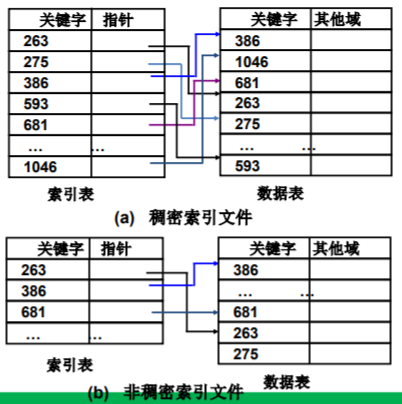 关键字 指针 关键字 其他域
263 386
275 1046
386 681
593 263
681 275
... ... ... ...
1046 593
索引表 数据表
(a) 稠密索引文件
关键字 指针 关键字 其他域
263 386
386 ... ...
681 681
... ... 263
275
索引表 数据表
(b) 非稠密索引文件